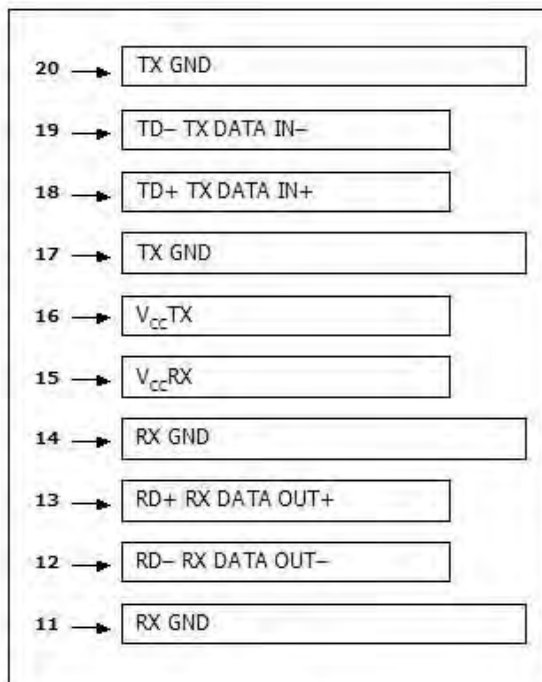 20 TX GND
19 TD– TX DATA IN–
18 TD+ TX DATA IN+
17 TX GND
16 VCCTX
15 VCCRX
14 RX GND
13 RD+ RX DATA OUT+
12 RD– RX DATA OUT–
11 RX GND